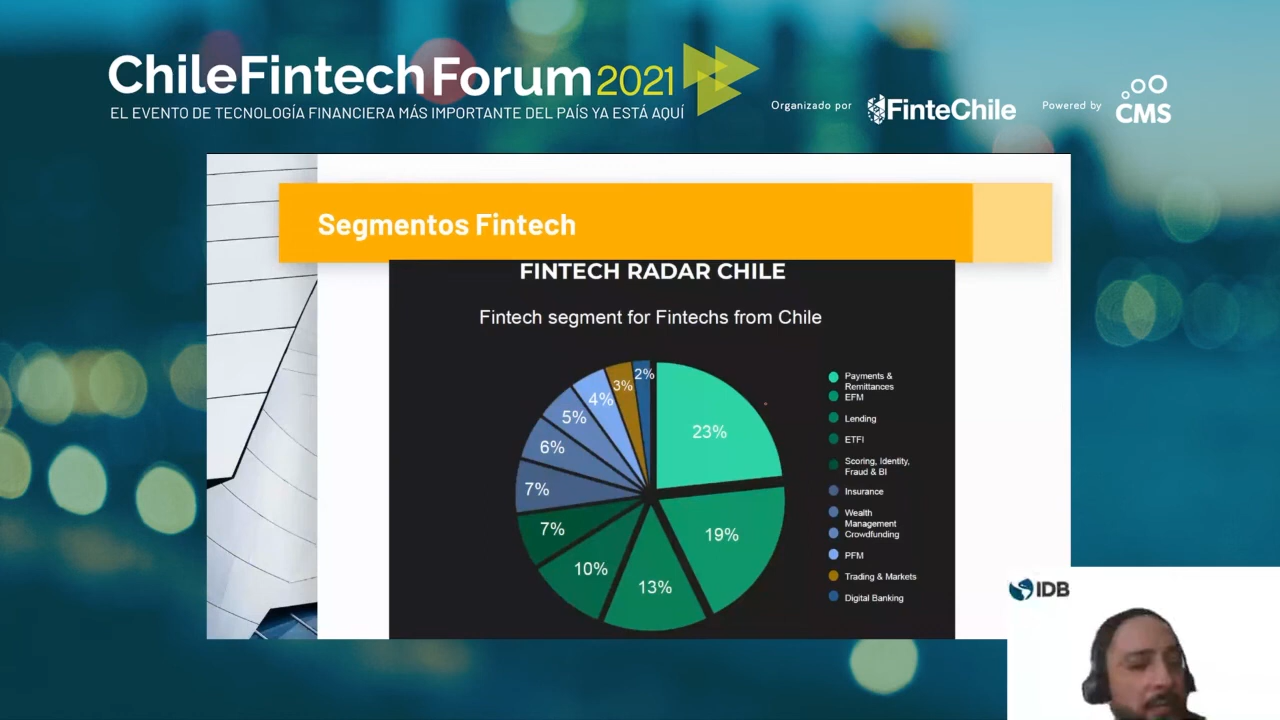 ChileFintechForum2021
EL EVENTO DE TECNOLOGÍA FINANCIERA MÁS IMPORTANTE DEL PAÍS YA ESTÁ AQUÍ
Organizado por
FinteChile
Powered by
CMS
Segmentos Fintech
FINTECH RADAR CHILE
Fintech segment for Fintechs from Chile
23%
19%
13%
10%
7%
7%
6%
5%
4%
3%
2%
Payments &
Remittances
EFM
Lending
ETFI
Scoring, Identity,
Fraud & BI
Insurance
Wealth
Management
Crowdfunding
PFM
Trading & Markets
Digital Banking
IDB